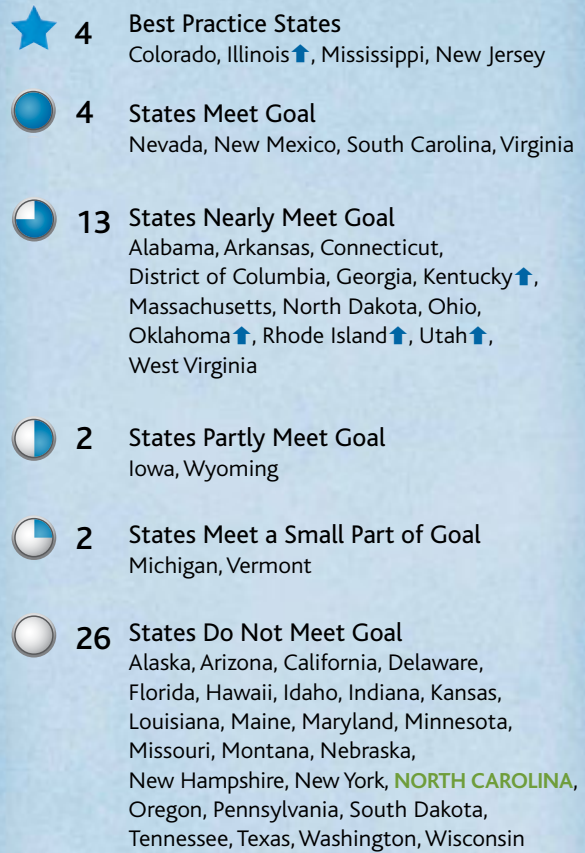 4 Best Practice States
Colorado, Illinois⬆, Mississippi, New Jersey
4 States Meet Goal
Nevada, New Mexico, South Carolina, Virginia
13 States Nearly Meet Goal
Alabama, Arkansas, Connecticut,
District of Columbia, Georgia, Kentucky⬆,
Massachusetts, North Dakota, Ohio,
Oklahoma⬆, Rhode Island⬆, Utah⬆,
West Virginia
2 States Partly Meet Goal
Iowa, Wyoming
2 States Meet a Small Part of Goal
Michigan, Vermont
26 States Do Not Meet Goal
Alaska, Arizona, California, Delaware,
Florida, Hawaii, Idaho, Indiana, Kansas,
Louisiana, Maine, Maryland, Minnesota,
Missouri, Montana, Nebraska,
New Hampshire, New York, NORTH CAROLINA,
Oregon, Pennsylvania, South Dakota,
Tennessee, Texas, Washington, Wisconsin